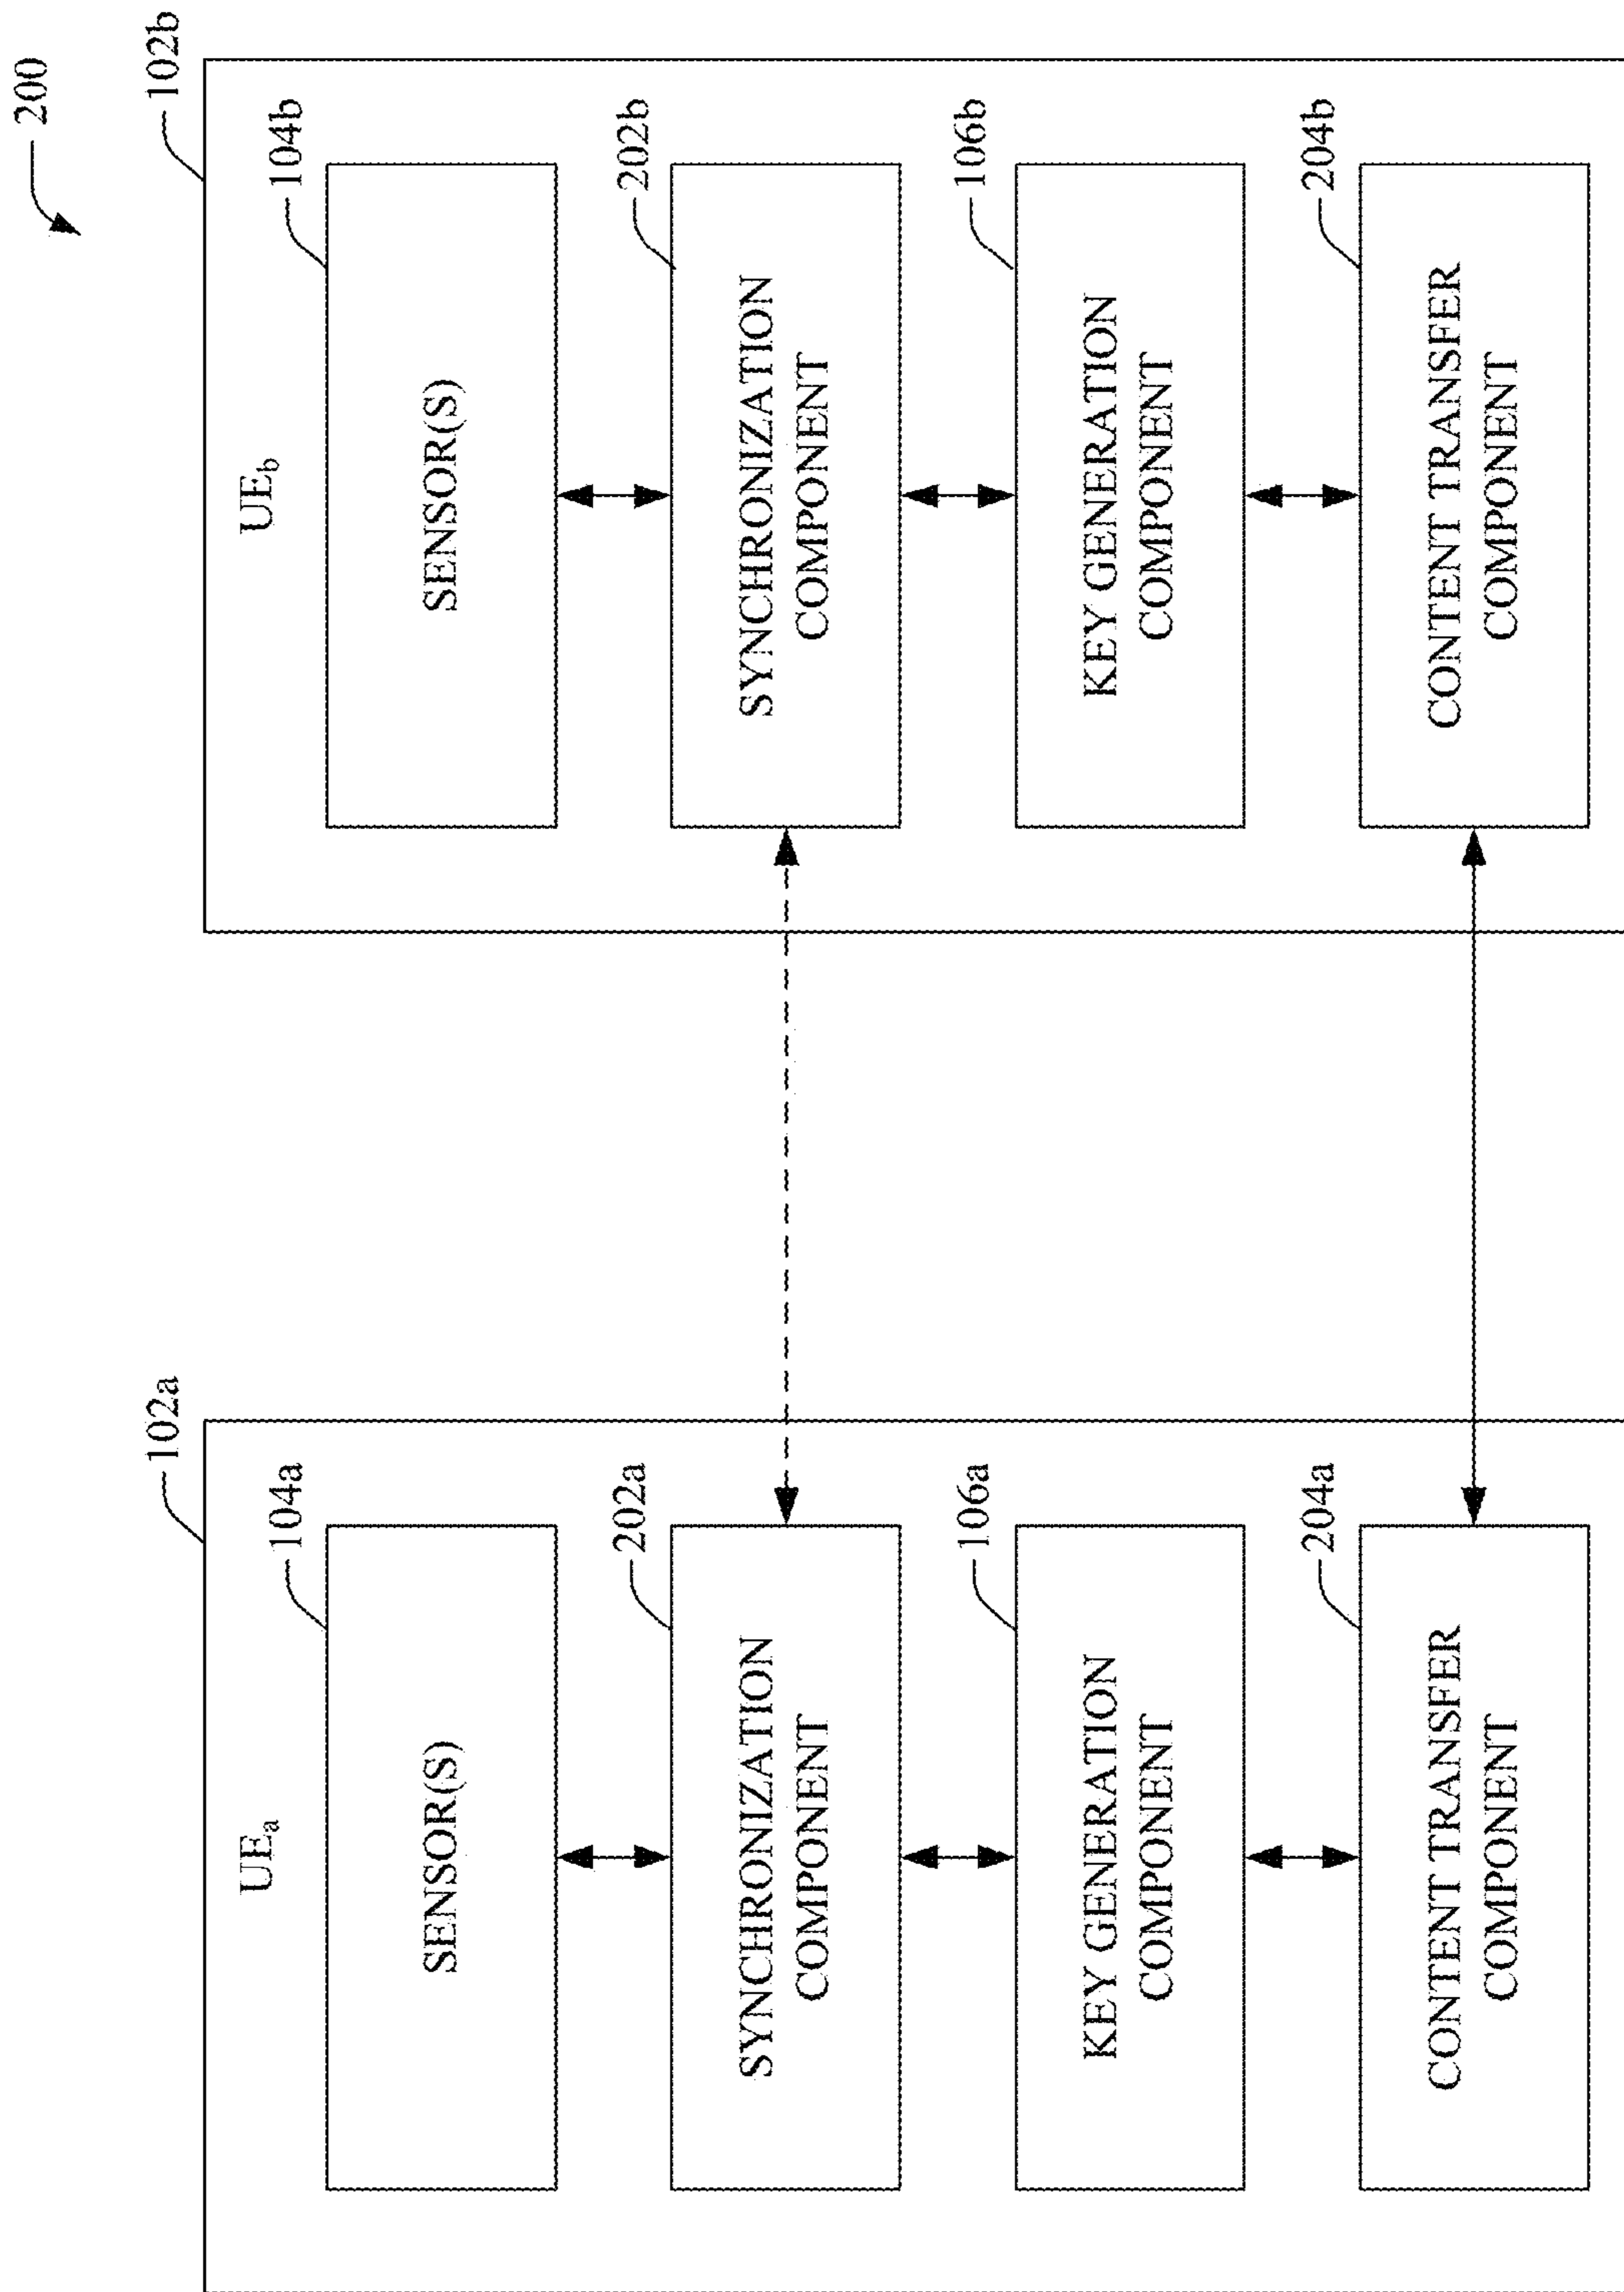 200
102a
UEₐ
104a
SENSOR(S)
202a
SYNCHRONIZATION
COMPONENT
106a
KEY GENERATION
COMPONENT
204a
CONTENT TRANSFER
COMPONENT
102b
UE_b
104b
SENSOR(S)
202b
SYNCHRONIZATION
COMPONENT
106b
KEY GENERATION
COMPONENT
204b
CONTENT TRANSFER
COMPONENT